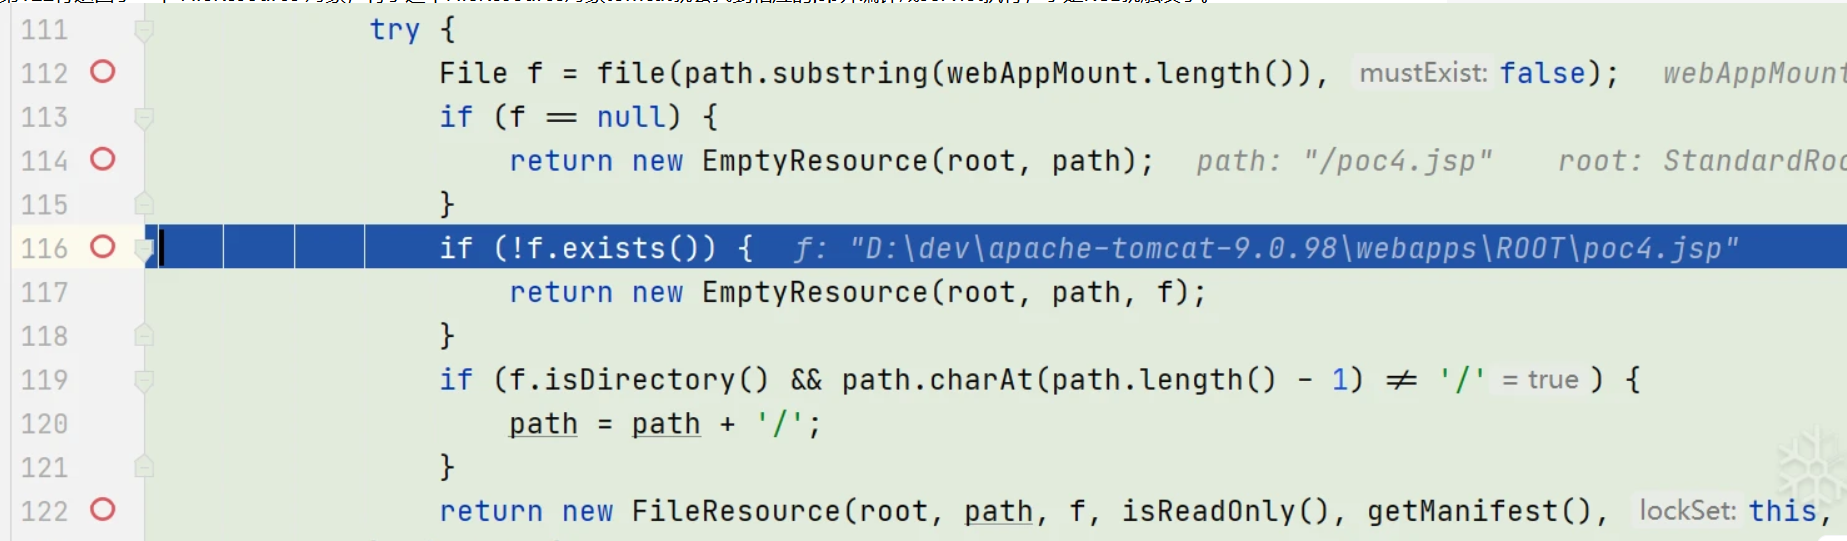 111 try {
112 File f = file(path.substring(webAppMount.length()), mustExist: false); webAppMount
113 if (f == null) {
114 return new EmptyResource(root, path); path: "/poc4.jsp" root: StandardRoo
115 }
116 if (!f.exists()) { f: "D:\dev\apache-tomcat-9.0.98\webapps\ROOT\poc4.jsp"
117 return new EmptyResource(root, path, f);
118 }
119 if (f.isDirectory() && path.charAt(path.length() - 1) != '/' = true ) {
120 path = path + '/';
121 }
122 return new FileResource(root, path, f, isReadOnly(), getManifest(), lockSet: this,